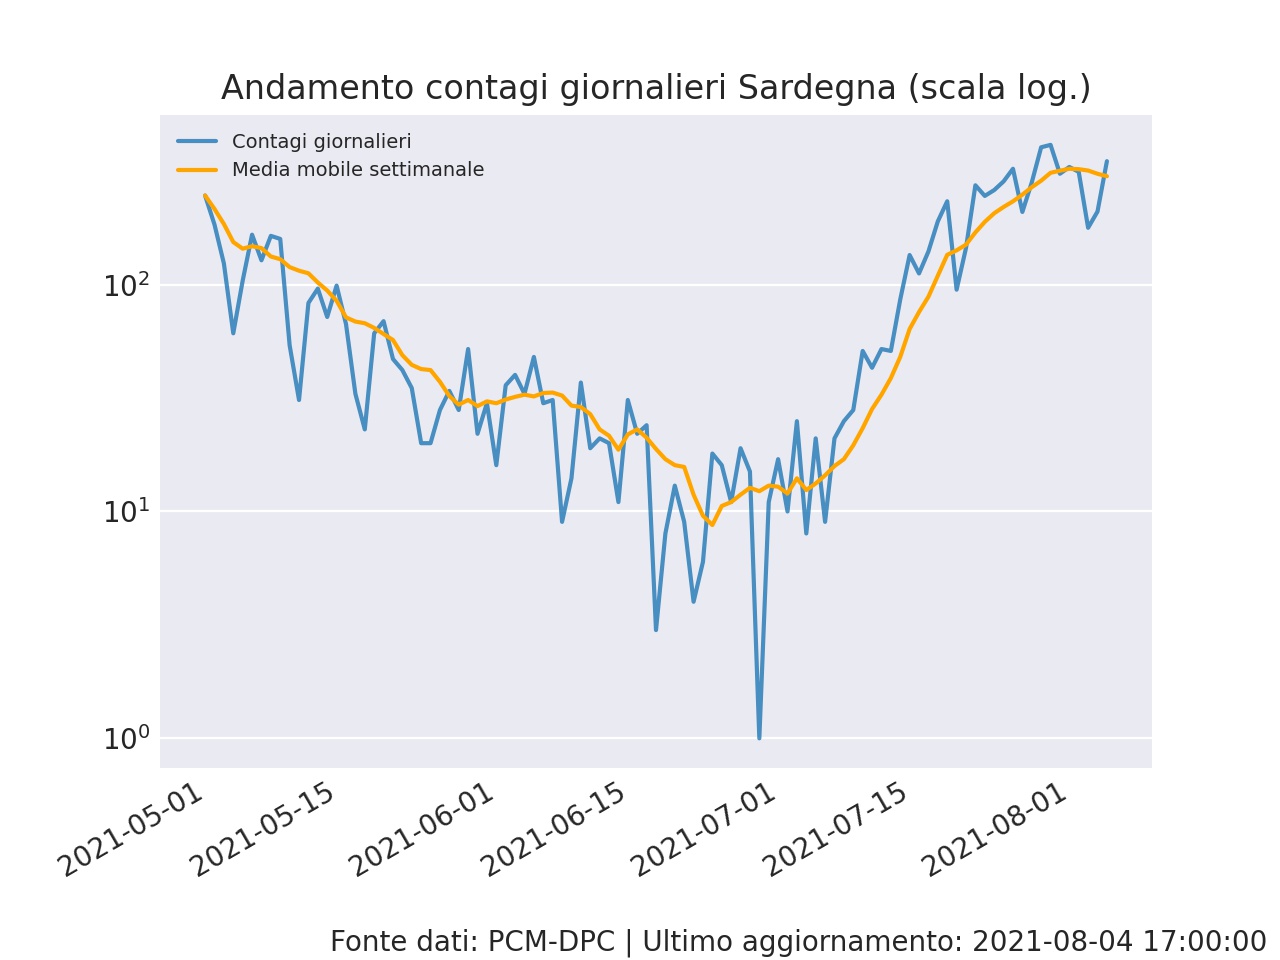 Andamento contagi giornalieri Sardegna (scala log.)
Contagi giornalieri
Media mobile settimanale
10²
10¹
10⁰
2021-05-01
2021-05-15
2021-06-01
2021-06-15
2021-07-01
2021-07-15
2021-08-01
Fonte dati: PCM-DPC | Ultimo aggiornamento: 2021-08-04 17:00:00